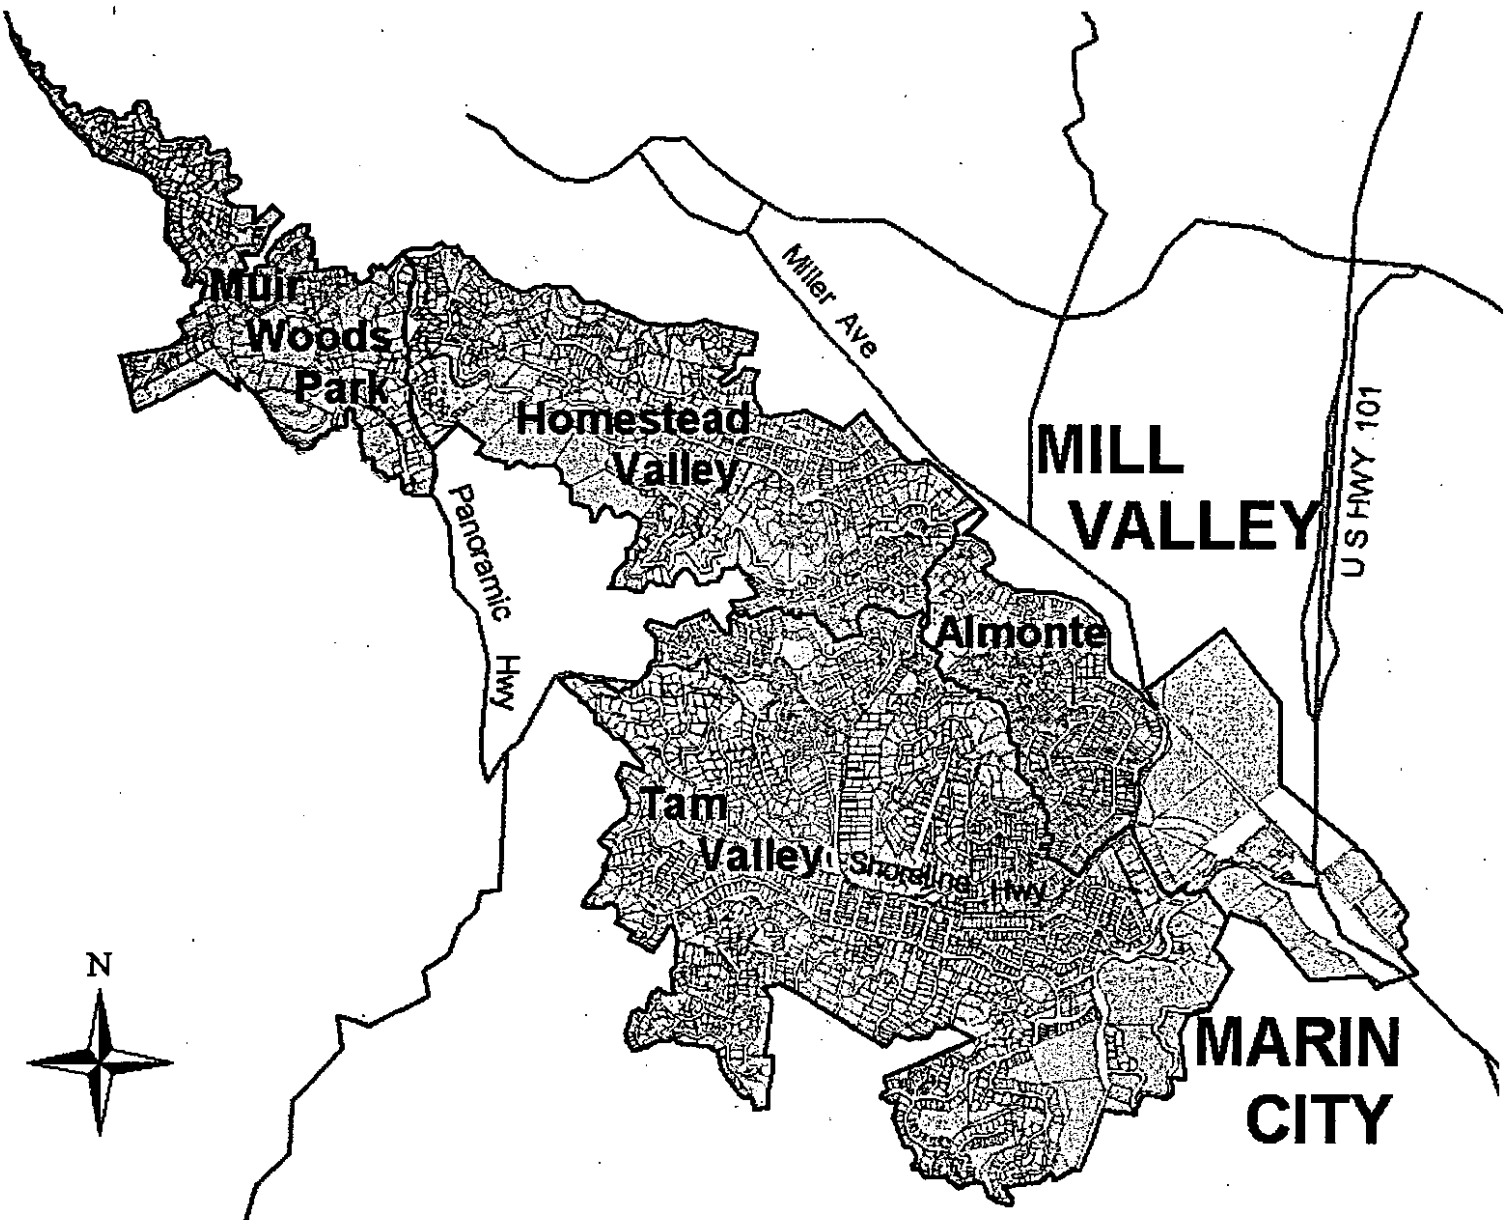 Miller Ave
Muir
Woods
Park
Homestead
Valley
MILL
VALLEY
U S HWY 101
Panoramic Hwy
Almonte
Tam
Valley
Shoreline Hwy
N
MARIN
CITY